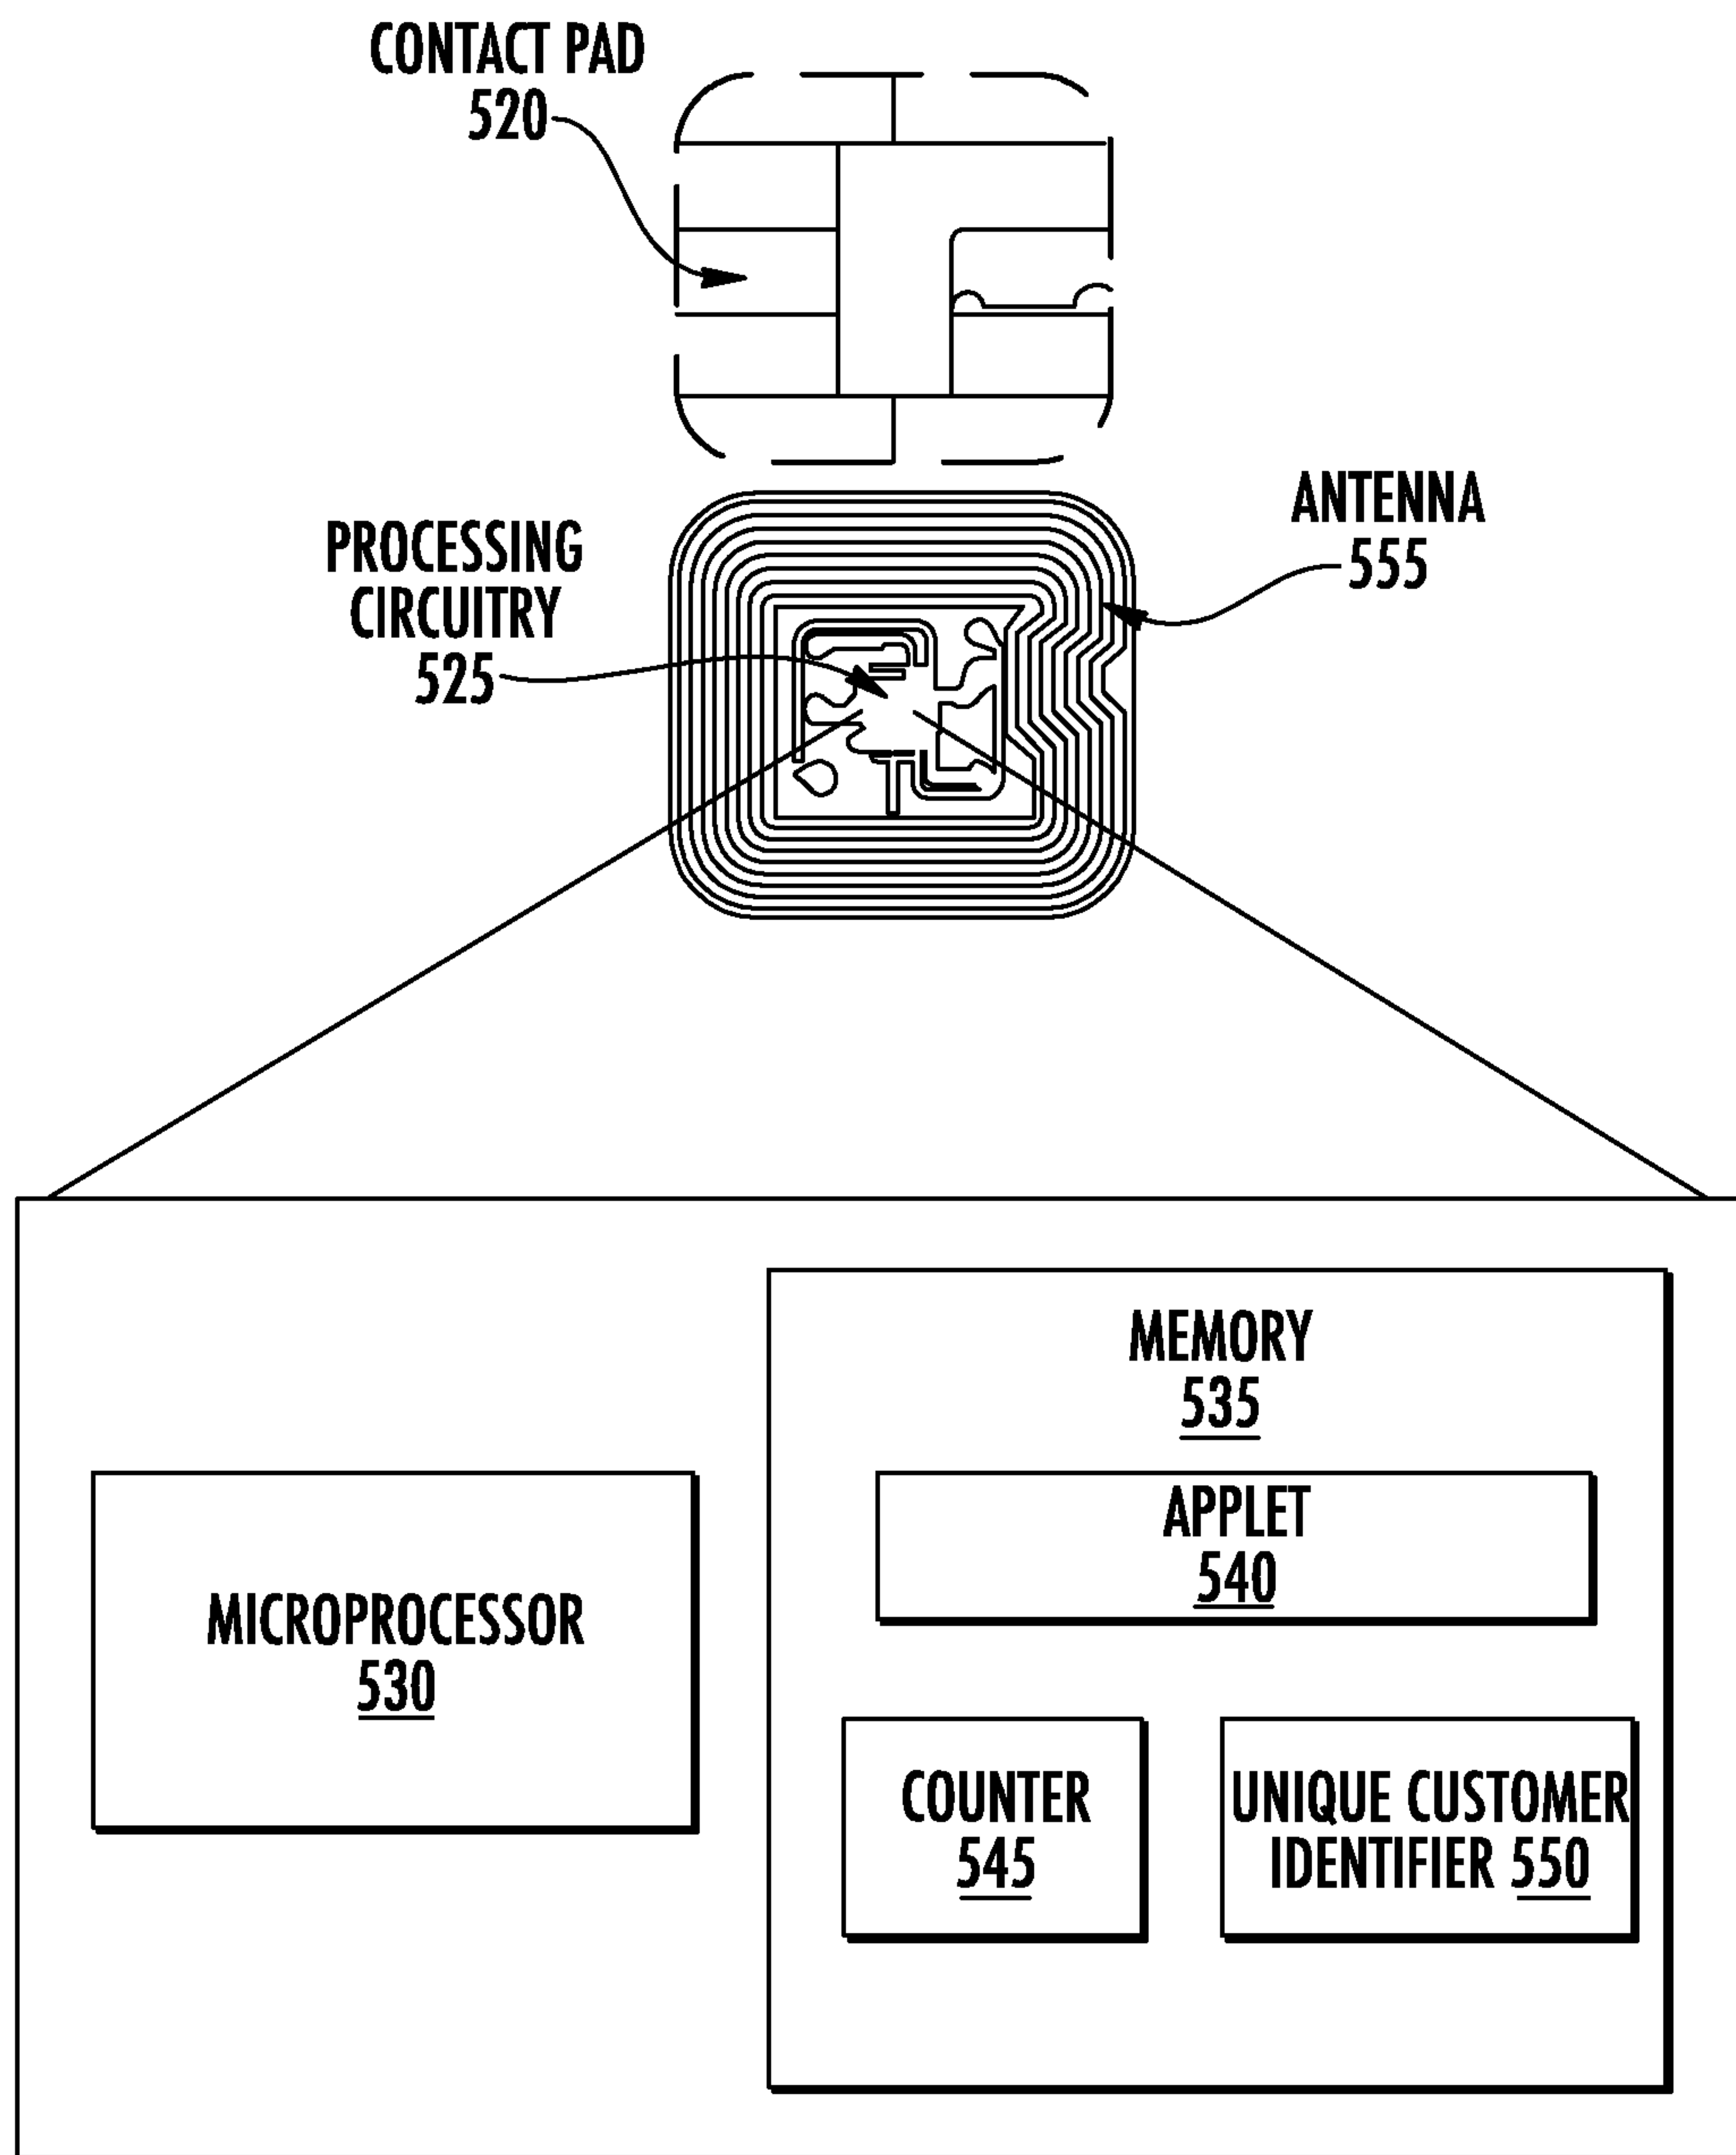 CONTACT PAD
520
ANTENNA
555
PROCESSING
CIRCUITRY
525
MEMORY
535
APPLET
540
MICROPROCESSOR
530
COUNTER
545
UNIQUE CUSTOMER
IDENTIFIER 550